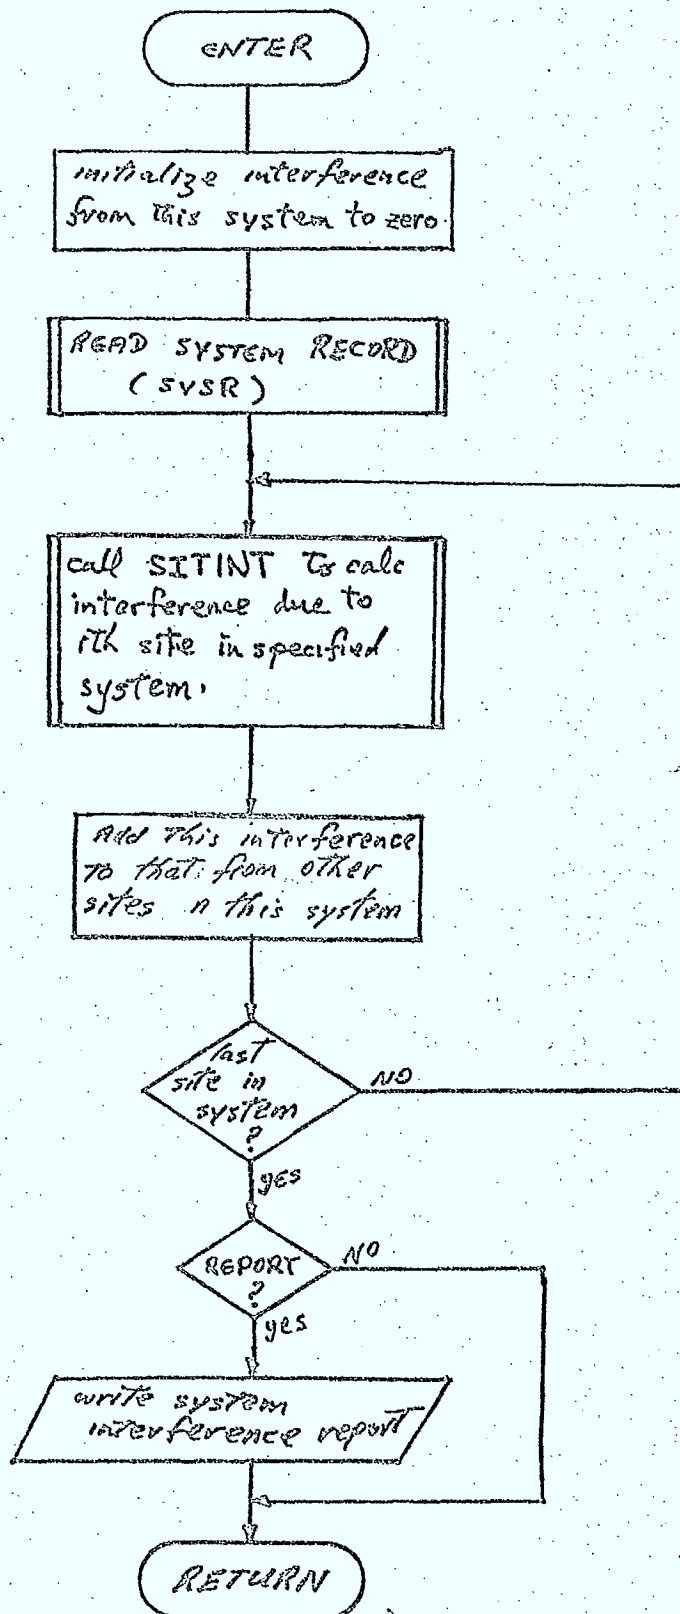 ENTER
initialize interference
from this system to zero
READ SYSTEM RECORD
(SYSR)
call SITINT to calc
interference due to
ith site in specified
system.
Add this interference
to that from other
sites n this system
last
site in
system
?
NO
yes
REPORT
?
NO
yes
write system
interference report
RETURN